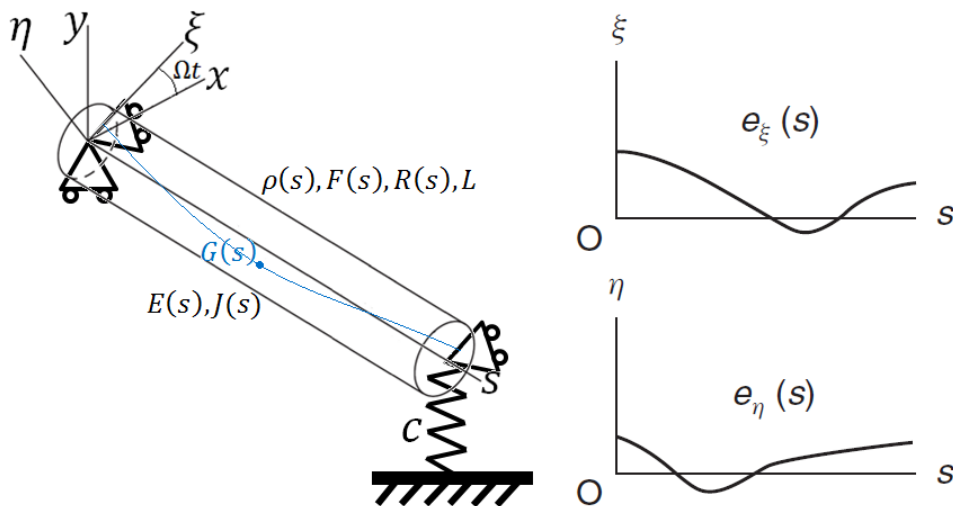 η
y
ξ
Ωt
x
ρ(s), F(s), R(s), L
G(s)
E(s), J(s)
s
C
ξ
e_ξ (s)
O
s
η
e_η (s)
O
s